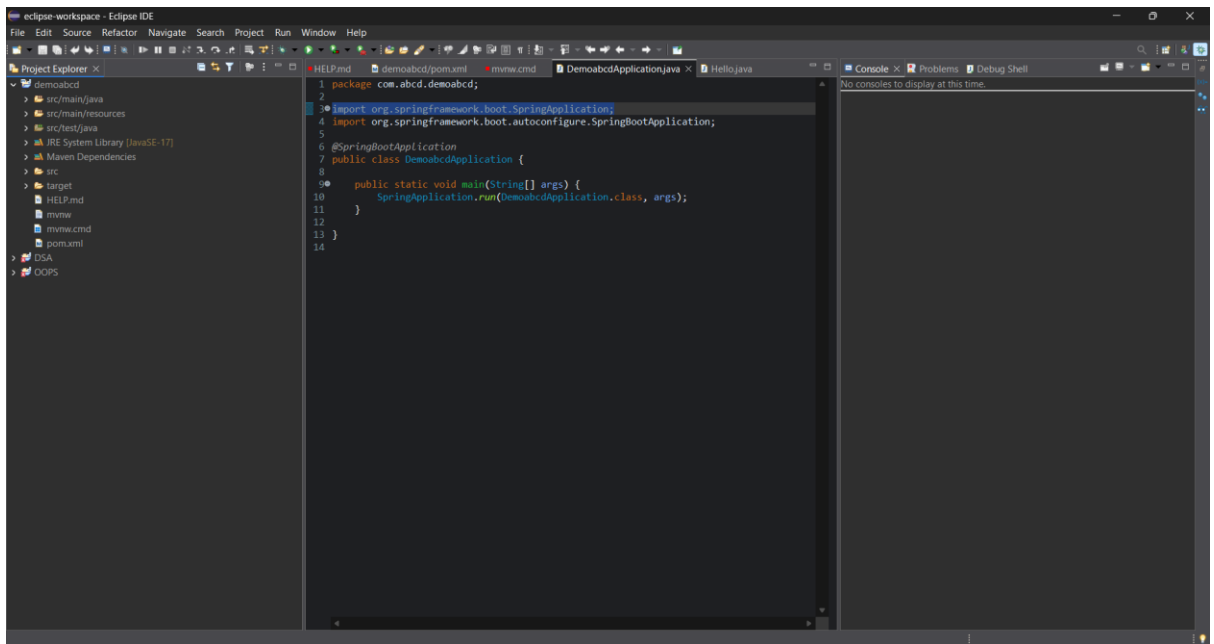 eclipse-workspace - Eclipse IDE
File Edit Source Refactor Navigate Search Project Run Window Help
Project Explorer
demoabcd
src/main/java
src/main/resources
src/test/java
JRE System Library [JavaSE-17]
Maven Dependencies
src
target
HELP.md
mvnw
mvnw.cmd
pom.xml
DSA
OOPS
HELP.md demoabcd/pom.xml mvnw.cmd DemoabcdApplication.java Hello.java
1 package com.abcd.demoabcd;
2
3 import org.springframework.boot.SpringApplication;
4 import org.springframework.boot.autoconfigure.SpringBootApplication;
5
6 @SpringBootApplication
7 public class DemoabcdApplication {
8
9 public static void main(String[] args) {
10 SpringApplication.run(DemoabcdApplication.class, args);
11 }
12
13 }
14
Console Problems Debug Shell
No consoles to display at this time.